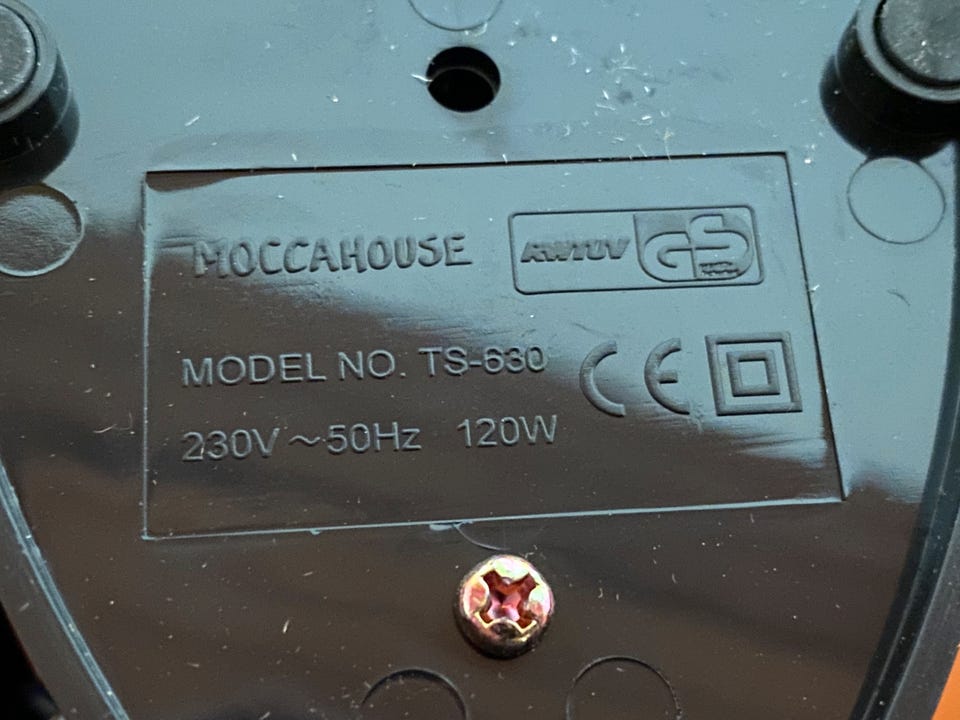 MOCCAHOUSE
RWTÜV GS
MODEL NO. TS-630 CE
230V ~ 50Hz 120W